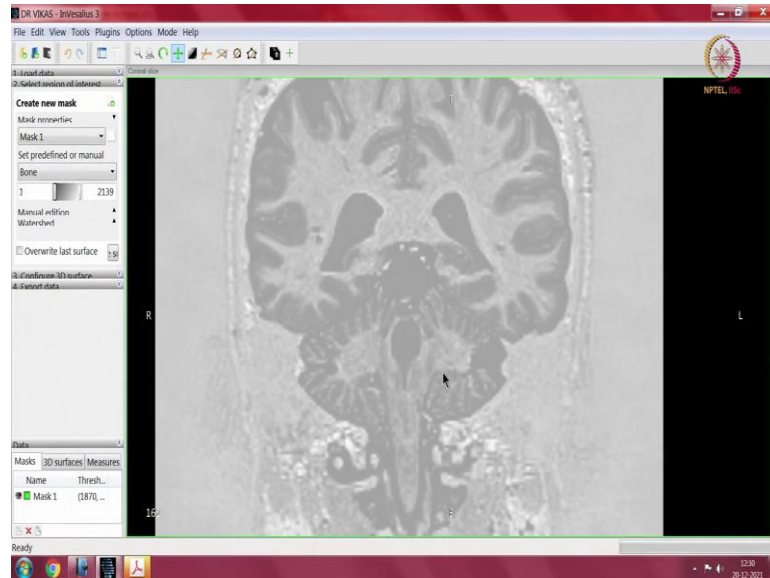 DR VIKAS - InVesalius 3
File Edit View Tools Plugins Options Mode Help
1. Load data
2. Select region of interest
Coronal slice
NPTEL, IISc
Create new mask
Mask properties
Mask 1
Set predefined or manual
Bone
1 2139
Manual edition
Watershed
Overwrite last surface
3. Configure 3D surface
4. Export data
R
L
T
Data
Masks 3D surfaces Measures
Name Thresh...
Mask 1 (1870, ...
Ready
12:30
20-12-2021